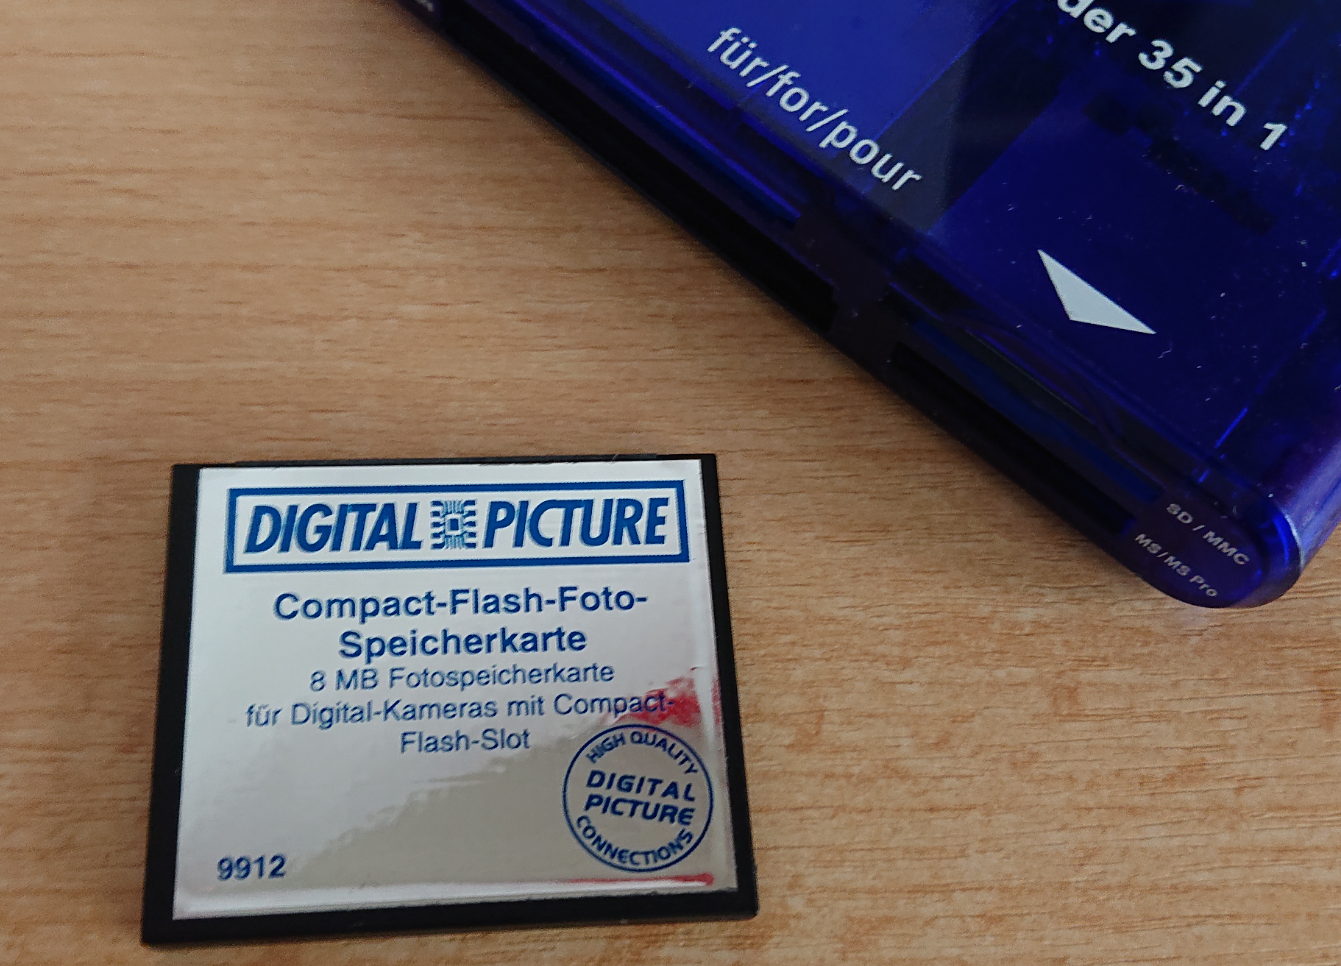 der 35 in 1
für/for/pour
SD / MMC
MS / MS Pro
DIGITAL PICTURE
Compact-Flash-Foto-
Speicherkarte
8 MB Fotospeicherkarte
für Digital-Kameras mit Compact-
Flash-Slot
HIGH QUALITY
DIGITAL
PICTURE
CONNECTIONS
9912